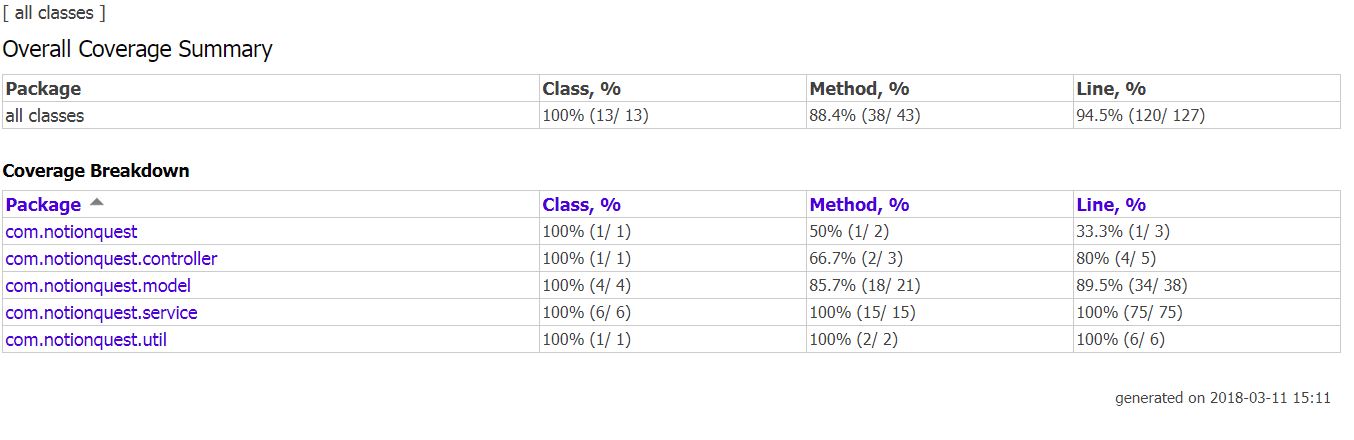 [ all classes ]
Overall Coverage Summary
Package Class, % Method, % Line, %
all classes 100% (13/ 13) 88.4% (38/ 43) 94.5% (120/ 127)
Coverage Breakdown
Package Class, % Method, % Line, %
com.notionquest 100% (1/ 1) 50% (1/ 2) 33.3% (1/ 3)
com.notionquest.controller 100% (1/ 1) 66.7% (2/ 3) 80% (4/ 5)
com.notionquest.model 100% (4/ 4) 85.7% (18/ 21) 89.5% (34/ 38)
com.notionquest.service 100% (6/ 6) 100% (15/ 15) 100% (75/ 75)
com.notionquest.util 100% (1/ 1) 100% (2/ 2) 100% (6/ 6)
generated on 2018-03-11 15:11